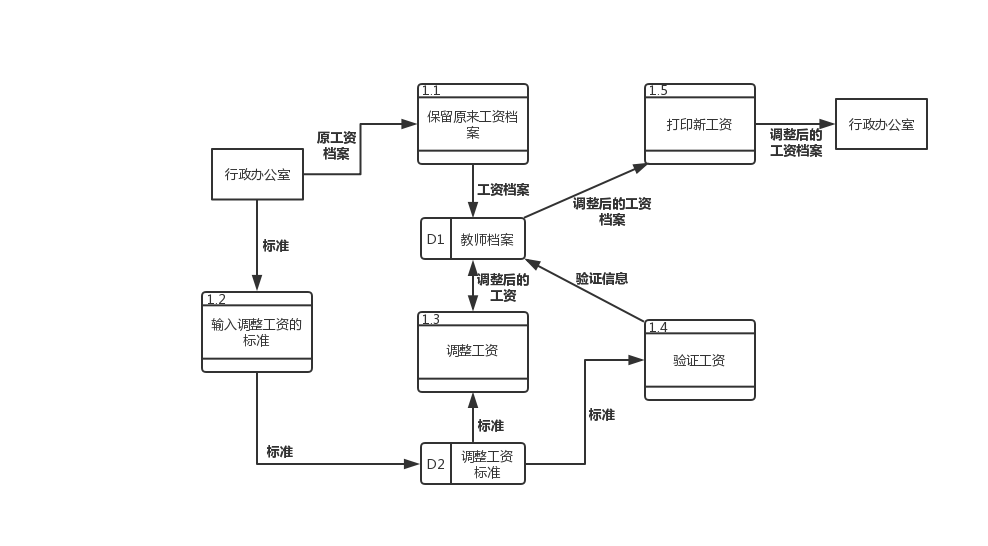 1.1
保留原来工资档
案
1.5
打印新工资
行政办公室
调整后的
工资档案
原工资
档案
行政办公室
工资档案
调整后的工资
档案
D1
教师档案
标准
调整后的
工资
验证信息
1.2
输入调整工资的
标准
1.3
调整工资
1.4
验证工资
标准
标准
标准
D2
调整工资
标准